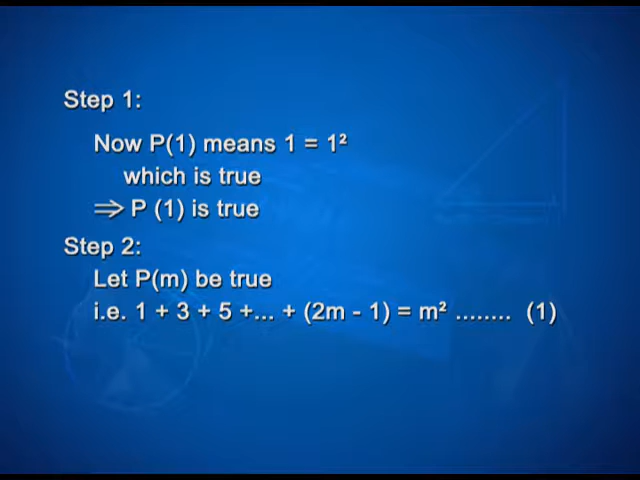 Step 1:
Now P(1) means 1 = 1²
which is true
⇒ P (1) is true
Step 2:
Let P(m) be true
i.e. 1 + 3 + 5 +... + (2m - 1) = m² ........ (1)